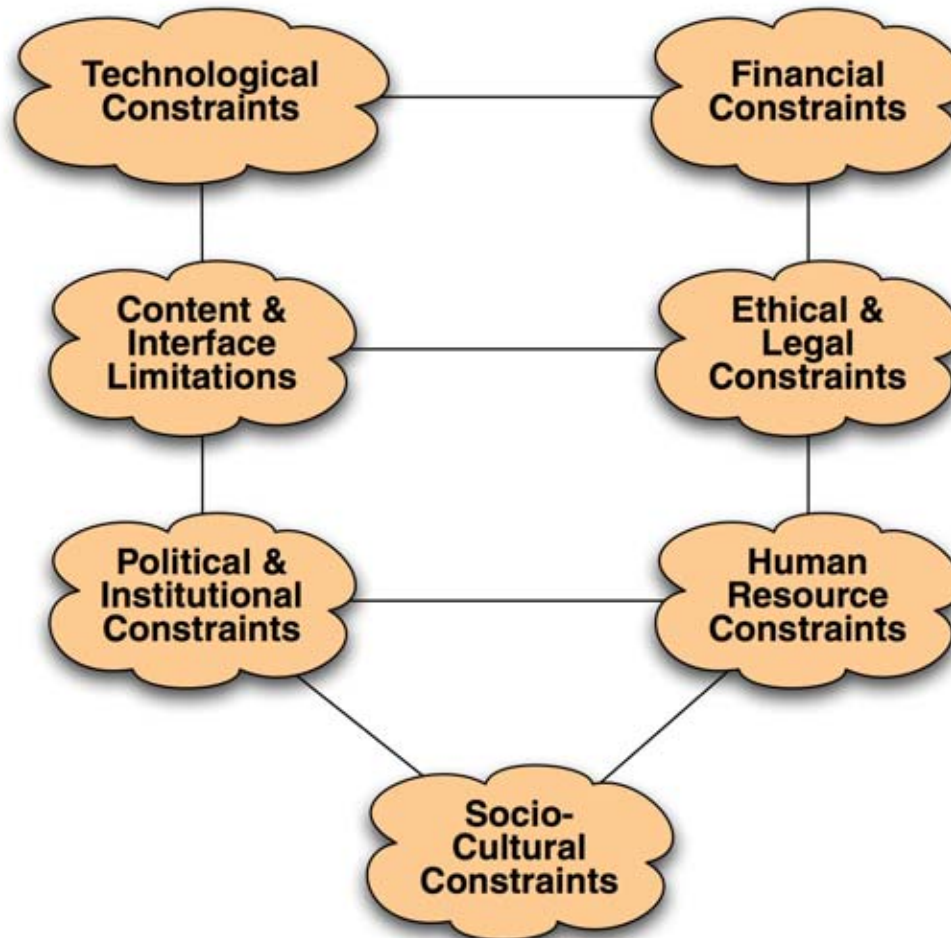 Technological
Constraints
Financial
Constraints
Content &
Interface
Limitations
Ethical &
Legal
Constraints
Political &
Institutional
Constraints
Human
Resource
Constraints
Socio-
Cultural
Constraints